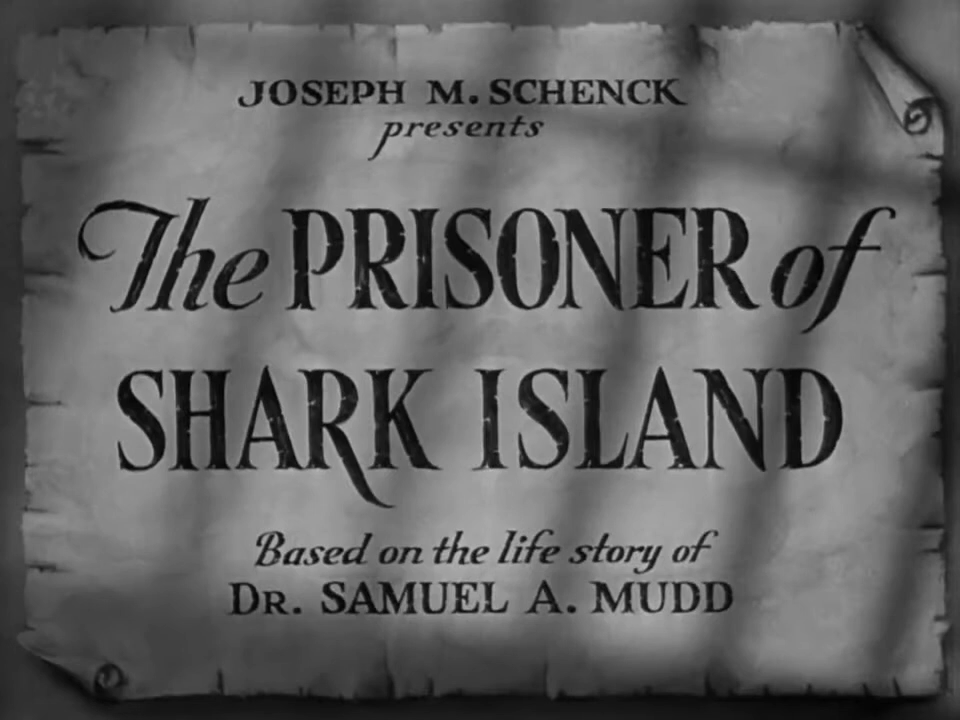 JOSEPH M. SCHENCK
presents
The PRISONER of
SHARK ISLAND
Based on the life story of
DR. SAMUEL A. MUDD